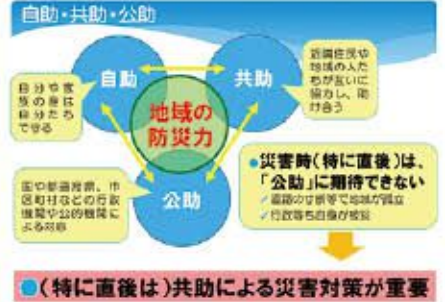 自助・共助・公助
自助
共助
近隣住民や
地域の人た
ちが互いに
協力し、助
け合う
自分や家
族の身は
自分たち
で守る
地域の
防災力
国や都道府県、市
区町村などの行政
機関や公的機関に
よる対応
公助
●災害時(特に直後)は、
「公助」に期待できない
✓道路の寸断等で地域が孤立
✓行政等も自身が被災
●(特に直後は)共助による災害対策が重要